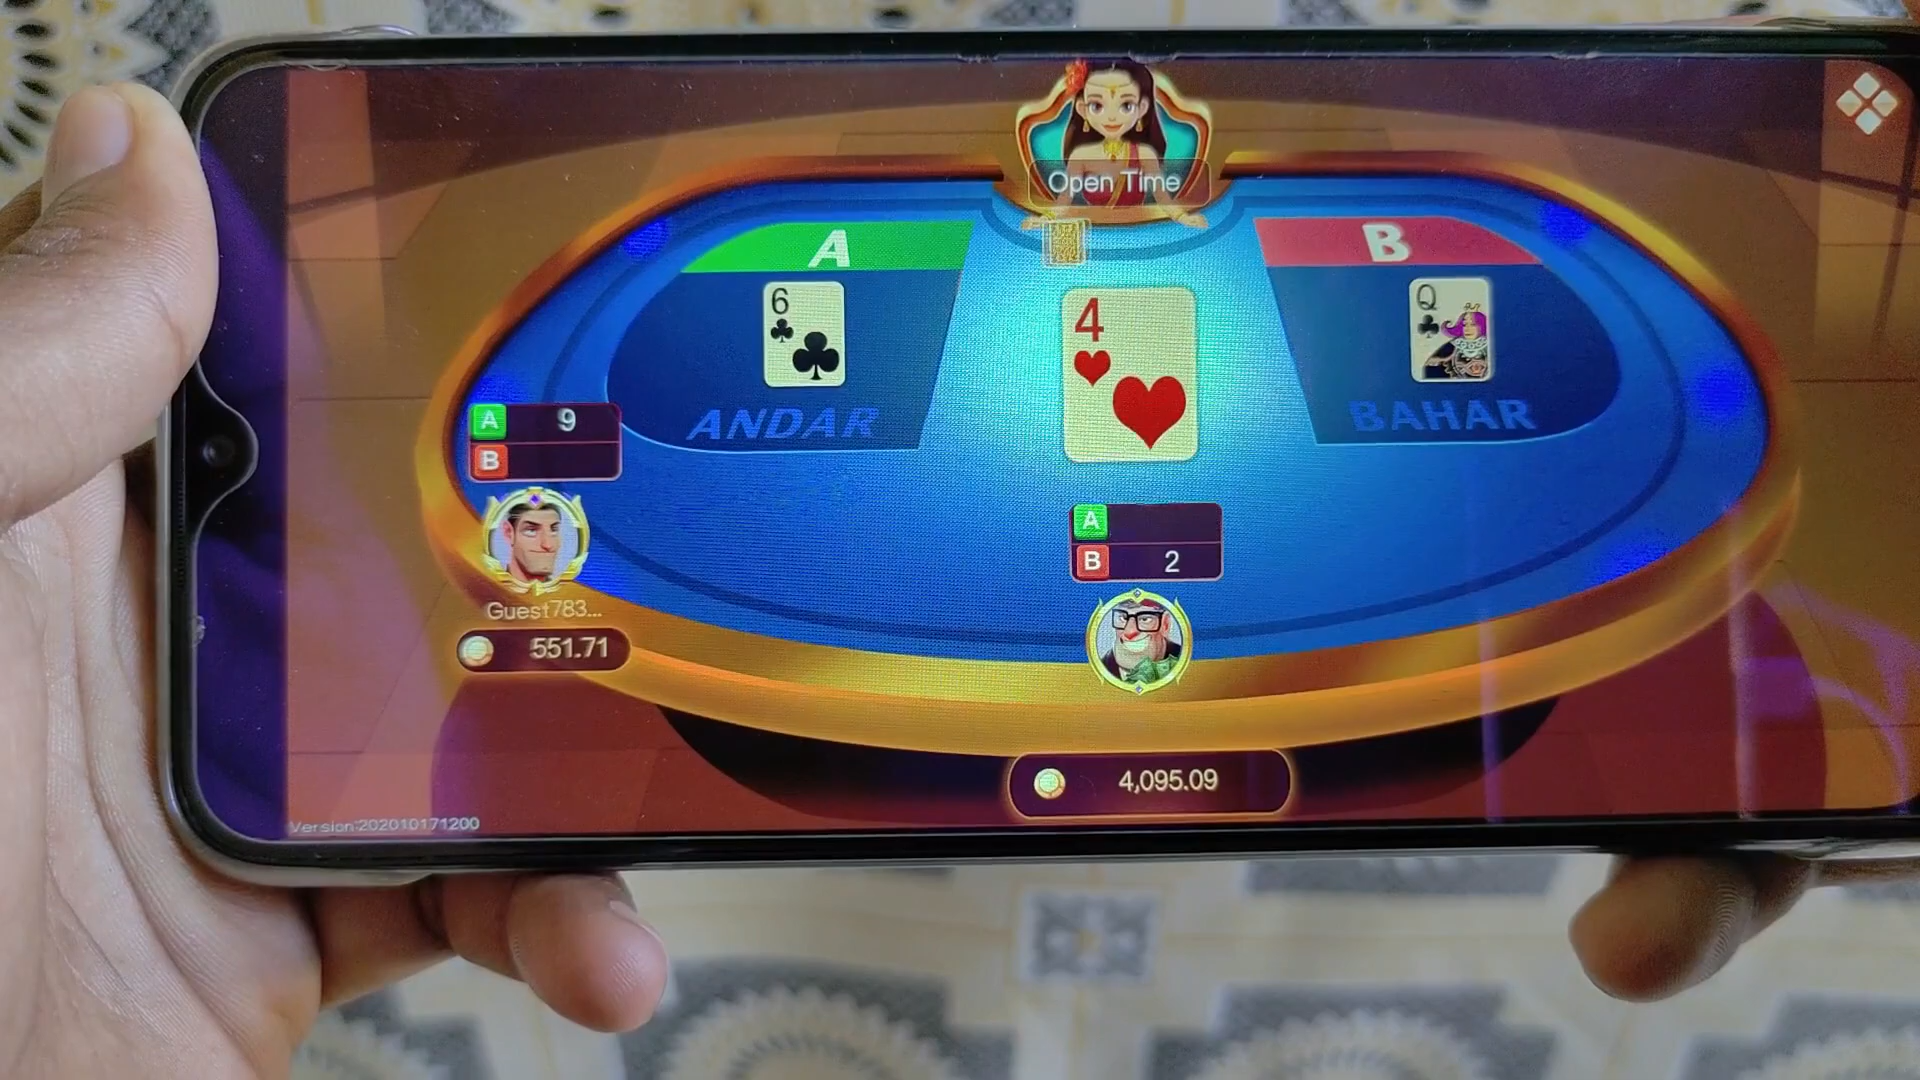 Open Time
A
B
6
4
Q
ANDAR
BAHAR
A 9
B
A
B 2
Guest783...
551.71
4,095.09
Version:202010171200